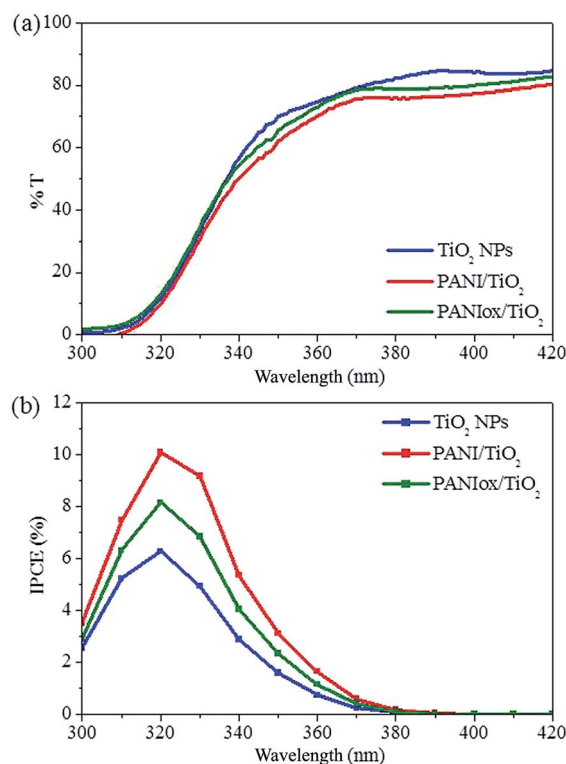 (a)
100
80
60
40
20
0
% T
TiO2 NPs
PANI/TiO2
PANIox/TiO2
300 320 340 360 380 400 420
Wavelength (nm)
(b)
12
10
8
6
4
2
0
IPCE (%)
TiO2 NPs
PANI/TiO2
PANIox/TiO2
300 320 340 360 380 400 420
Wavelength (nm)